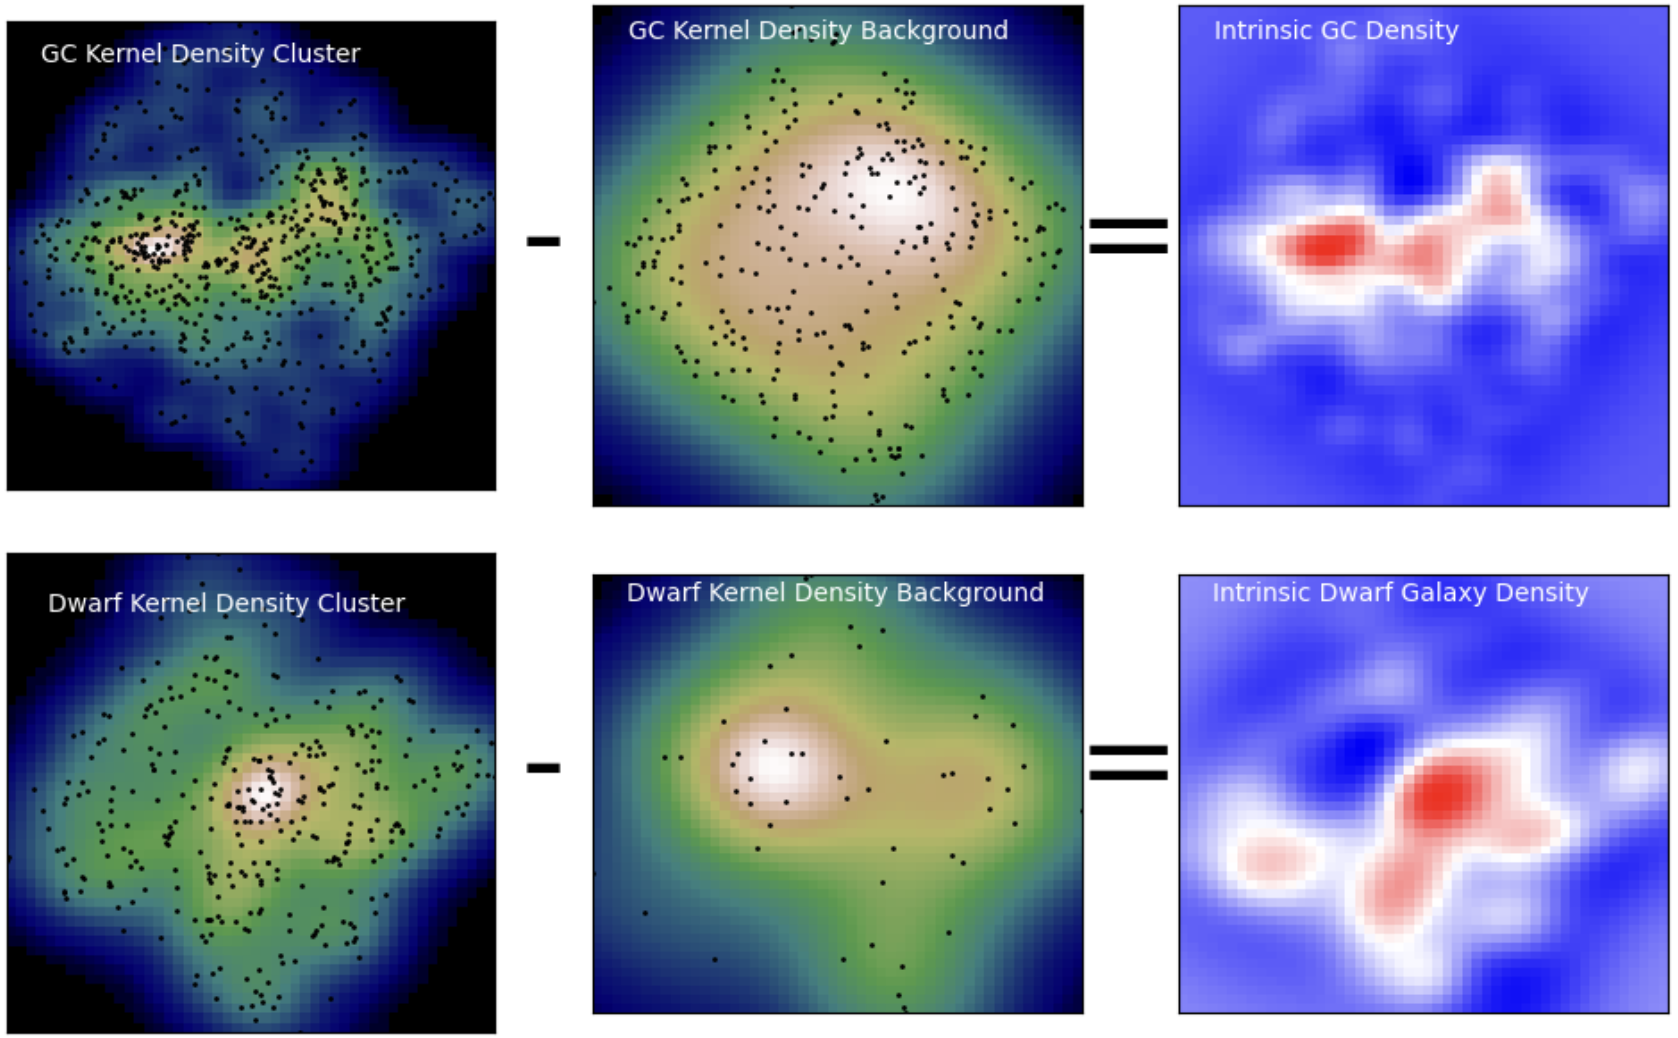 GC Kernel Density Cluster
GC Kernel Density Background
Intrinsic GC Density
Dwarf Kernel Density Cluster
Dwarf Kernel Density Background
Intrinsic Dwarf Galaxy Density